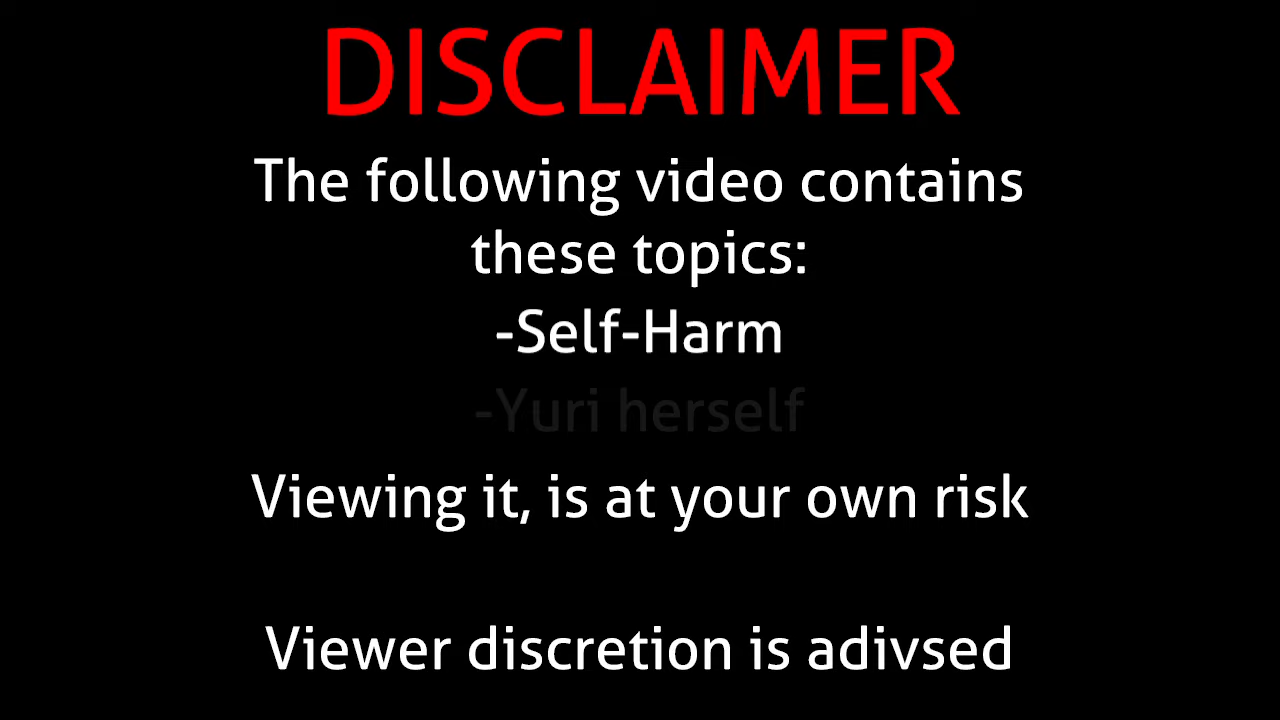 DISCLAIMER
The following video contains
these topics:
-Self-Harm
-Yuri herself
Viewing it, is at your own risk
Viewer discretion is adivsed